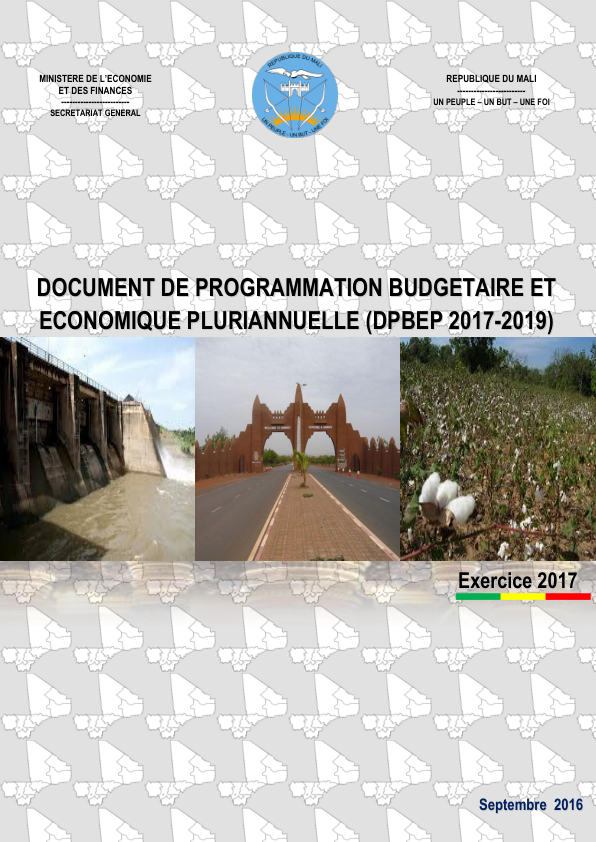 MINISTERE DE L'ECONOMIE
ET DES FINANCES
-------------------------
SECRETARIAT GENERAL
REPUBLIQUE DU MALI
UN PEUPLE - UN BUT - UNE FOI
REPUBLIQUE DU MALI
-------------------------
UN PEUPLE – UN BUT – UNE FOI
DOCUMENT DE PROGRAMMATION BUDGETAIRE ET
ECONOMIQUE PLURIANNUELLE (DPBEP 2017-2019)
Exercice 2017
Septembre 2016